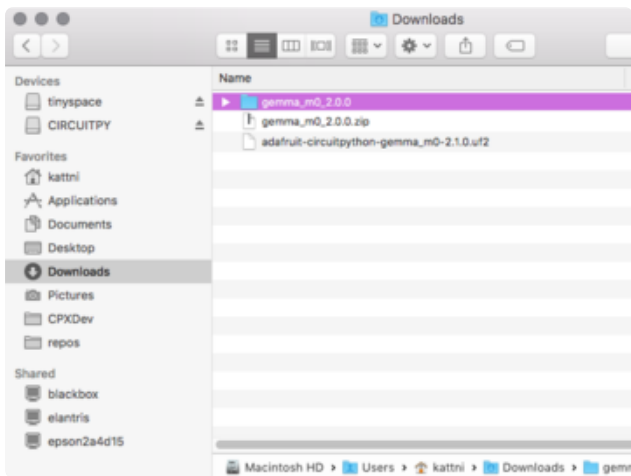 Downloads
Devices
tinyspace
CIRCUITPY
Favorites
kattni
Applications
Documents
Desktop
Downloads
Pictures
CPXDev
repos
Shared
blackbox
elantris
epson2a4d15
Name
gemma_m0_2.0.0
gemma_m0_2.0.0.zip
adafruit-circuitpython-gemma_m0-2.1.0.uf2
Macintosh HD › Users › kattni › Downloads › gemm